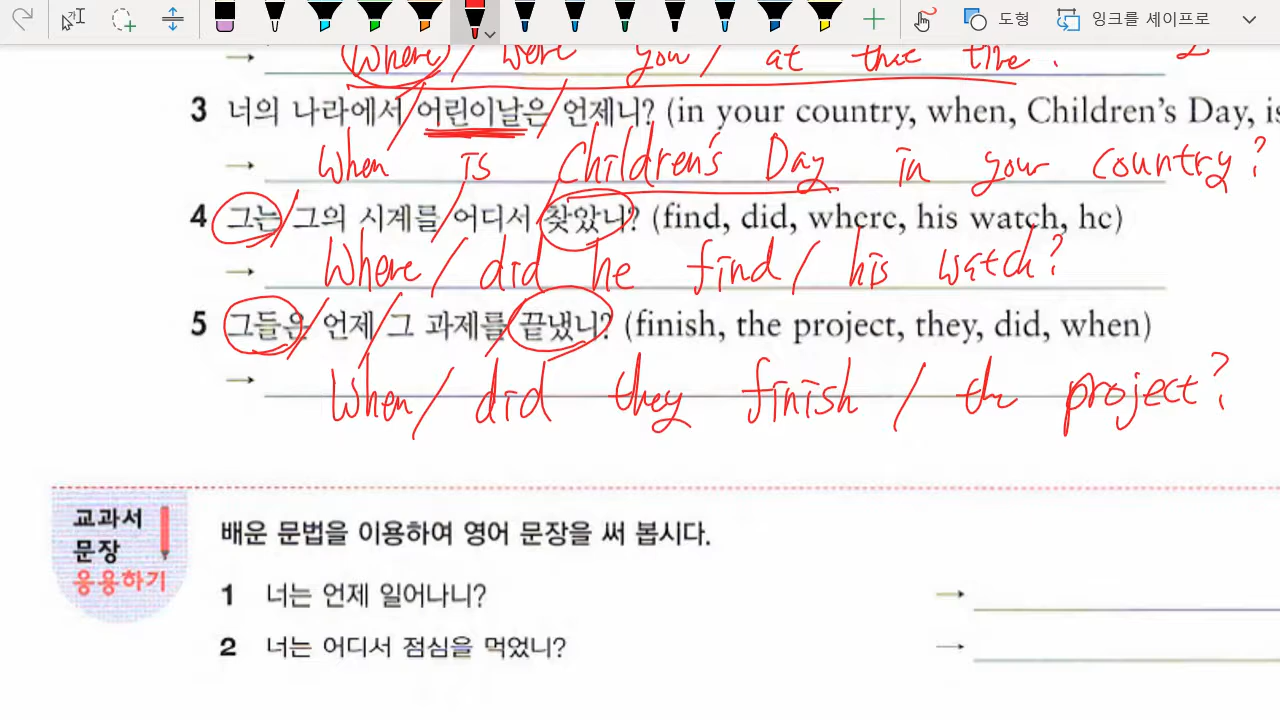 도형 잉크를 셰이프로
→ Where / were you / at that time.
3 너의 나라에서 / 어린이날은 / 언제니? (in your country, when, Children's Day, is
→ When is Children's Day in your country?
4 그는 / 그의 시계를 / 어디서 찾았니? (find, did, where, his watch, he)
→ Where / did he find / his watch?
5 그들은 / 언제 / 그 과제를 / 끝냈니? (finish, the project, they, did, when)
→ When / did they finish / the project?
교과서
문장
응용하기
배운 문법을 이용하여 영어 문장을 써 봅시다.
1 너는 언제 일어나니? →
2 너는 어디서 점심을 먹었니? →